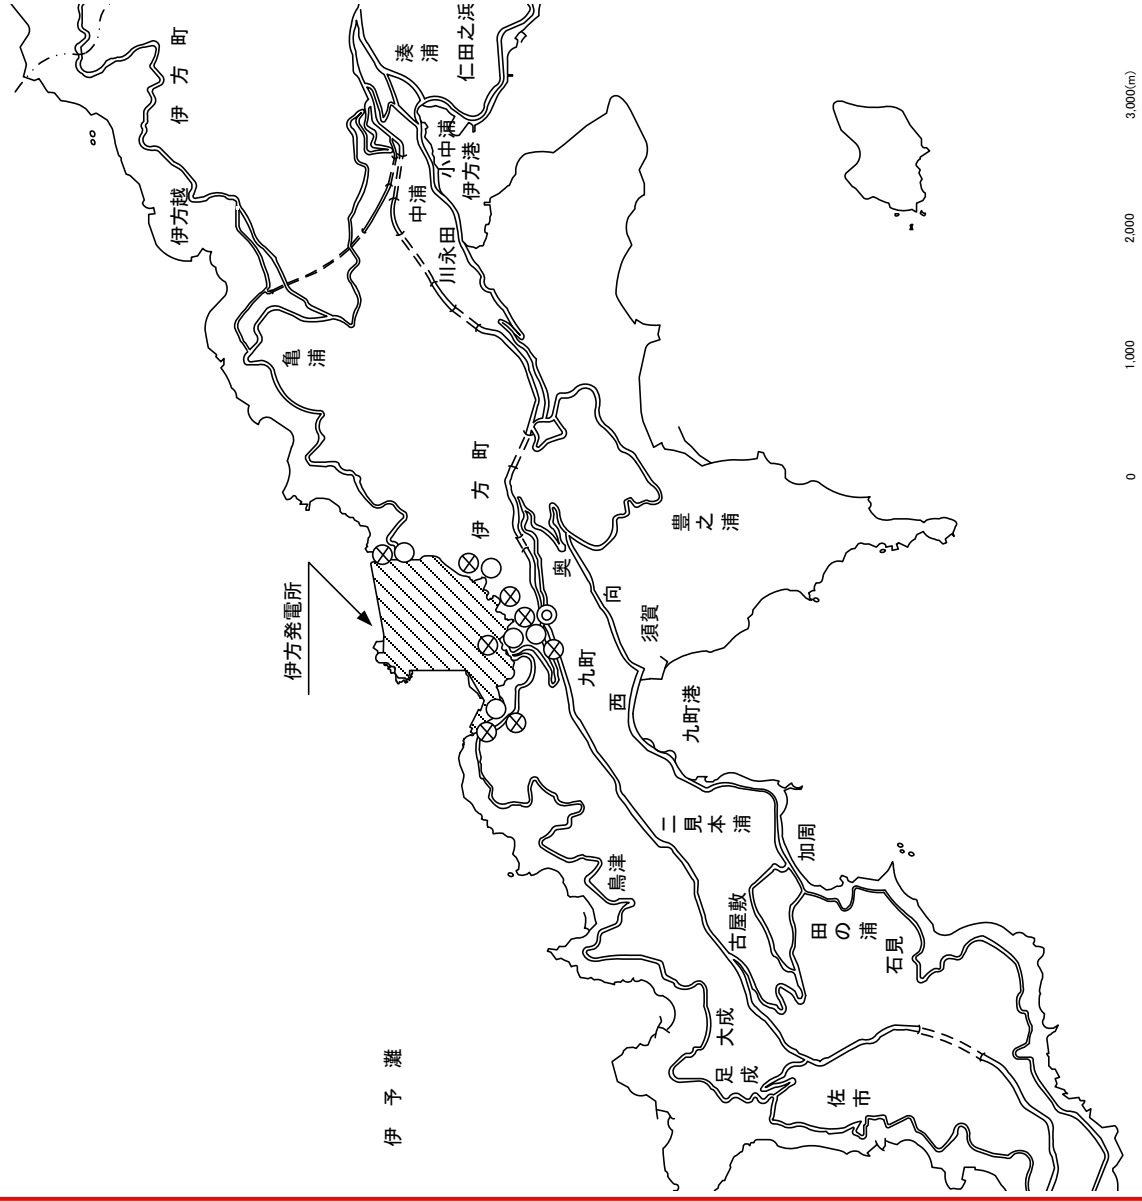 伊方町
湊浦
仁田之浜
小中浦
伊方港
中浦
川永田
伊方越
亀浦
伊方町
伊方発電所
豊之浦
奥
向
須賀
九町
西
九町港
二見本浦
加周
鳥津
古屋敷
田の浦
石見
大成
足成
佐市
伊予灘
0
1,000
2,000
3,000(m)